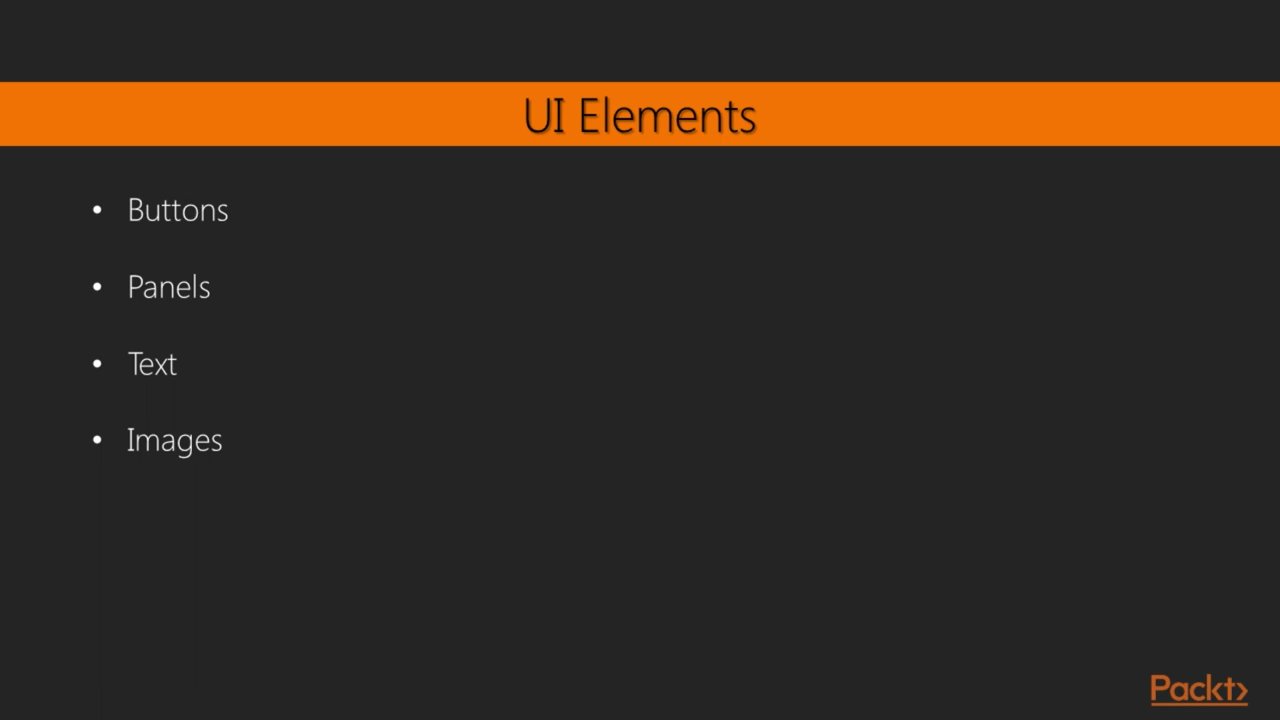 UI Elements
• Buttons
• Panels
• Text
• Images
Packt>